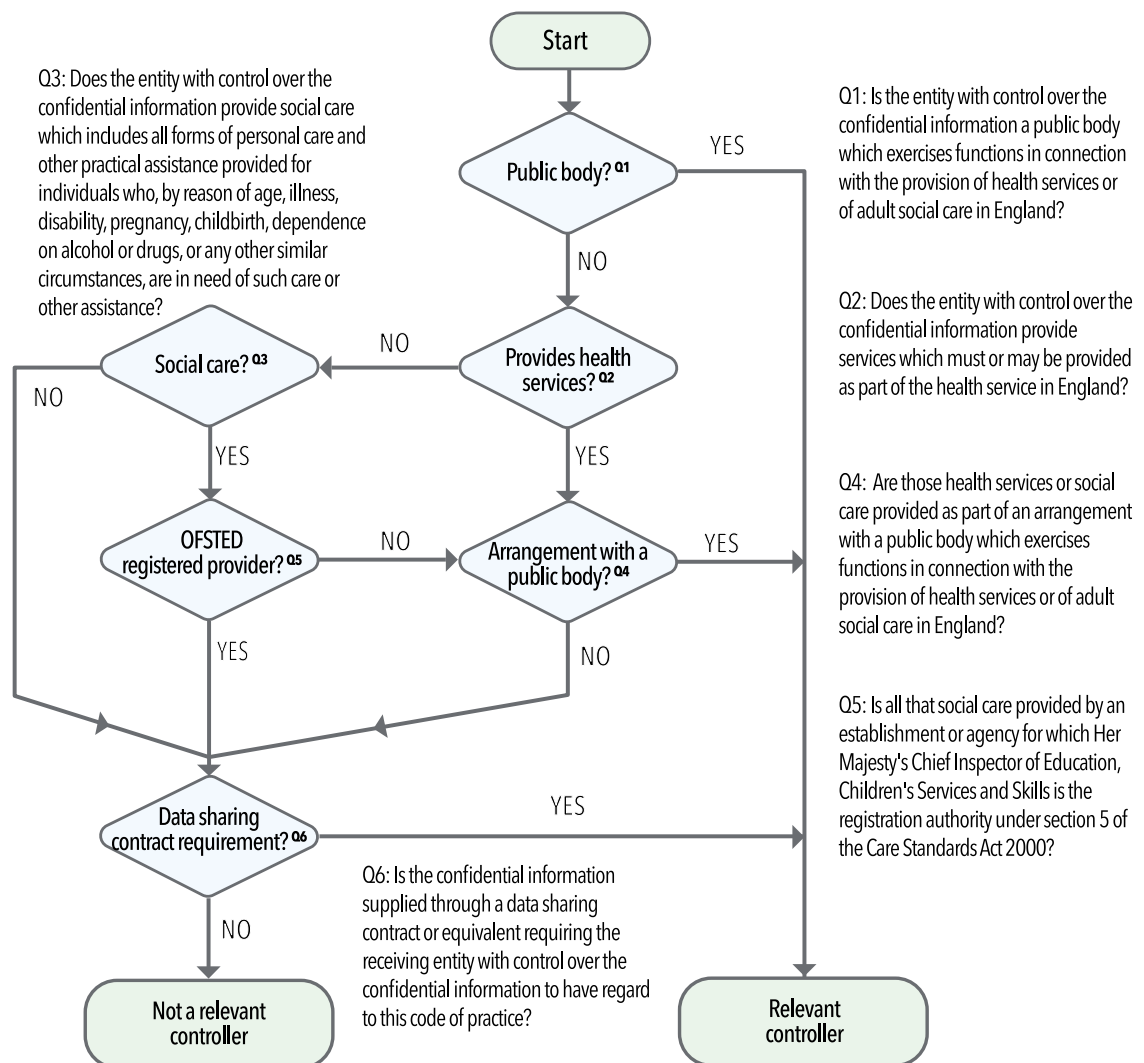 Start
Q3: Does the entity with control over the
confidential information provide social care
which includes all forms of personal care and
other practical assistance provided for
individuals who, by reason of age, illness,
disability, pregnancy, childbirth, dependence
on alcohol or drugs, or any other similar
circumstances, are in need of such care or
other assistance?
Q1: Is the entity with control over the
confidential information a public body
which exercises functions in connection
with the provision of health services or
of adult social care in England?
Public body? Q1
YES
NO
Q2: Does the entity with control over the
confidential information provide
services which must or may be provided
as part of the health service in England?
Social care? Q3
NO
Provides health
services? Q2
NO
YES
YES
Q4: Are those health services or social
care provided as part of an arrangement
with a public body which exercises
functions in connection with the
provision of health services or of adult
social care in England?
OFSTED
registered provider? Q5
NO
Arrangement with a
public body? Q4
YES
YES
NO
Q5: Is all that social care provided by an
establishment or agency for which Her
Majesty's Chief Inspector of Education,
Children's Services and Skills is the
registration authority under section 5 of
the Care Standards Act 2000?
Data sharing
contract requirement? Q6
YES
NO
Q6: Is the confidential information
supplied through a data sharing
contract or equivalent requiring the
receiving entity with control over the
confidential information to have regard
to this code of practice?
Not a relevant
controller
Relevant
controller